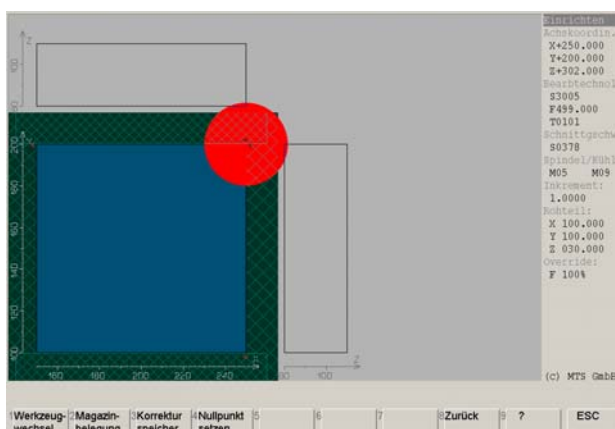 Einrichten
Achskoordin.
X+250.000
Y+200.000
Z+302.000
Bearbtechnol
S3005
F499.000
T0101
Schnittgschw
S0378
Spindel/Kühl
M05 M09
Inkrement:
1.0000
Rohteil:
X 100.000
Y 100.000
Z 030.000
Override:
F 100%
(c) MTS GmbH
Z
100
80
200
180
160
140
120
100
160
180
200
220
240
80
100
1 Werkzeug-wechsel
2 Magazin-belegung
3 Korrektur speicher
4 Nullpunkt setzen
5
6
7
8 Zurück
9 ?
ESC